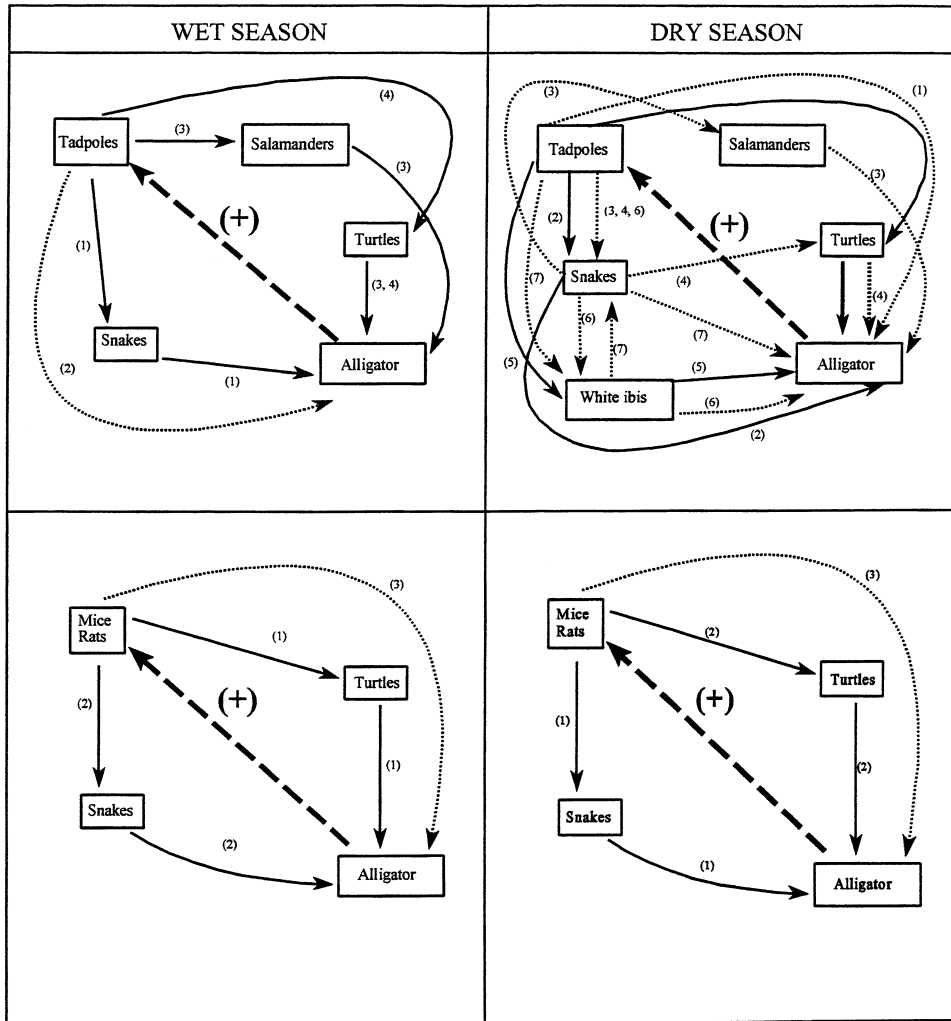 WET SEASON
DRY SEASON
(4)
Tadpoles
(3)
Salamanders
(3)
(+)
Turtles
(1)
(3, 4)
Snakes
(2)
(1)
Alligator
(3)
(1)
Tadpoles
Salamanders
(3)
(2)
(3, 4, 6)
(+)
Turtles
(7)
Snakes
(4)
(4)
(6)
(7)
(7)
(5)
(5)
Alligator
White ibis
(6)
(2)
(3)
Mice
Rats
(1)
Turtles
(2)
(+)
(1)
Snakes
(2)
Alligator
(3)
Mice
Rats
(2)
Turtles
(1)
(+)
(2)
Snakes
(1)
Alligator